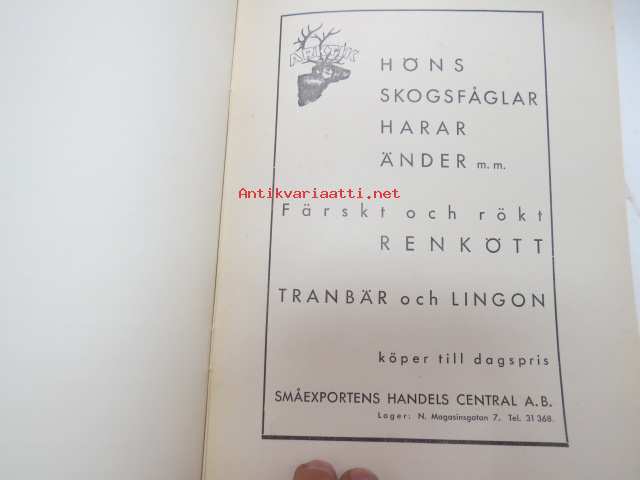 ARKTIK
HÖNS
SKOGSFÅGLAR
HARAR
ÄNDER m. m.
Antikvariaatti.net
Färskt och rökt
RENKÖTT
TRANBÄR och LINGON
köper till dagspris
SMÅEXPORTENS HANDELS CENTRAL A. B.
Lager: N. Magasinsgatan 7. Tel. 31 368.